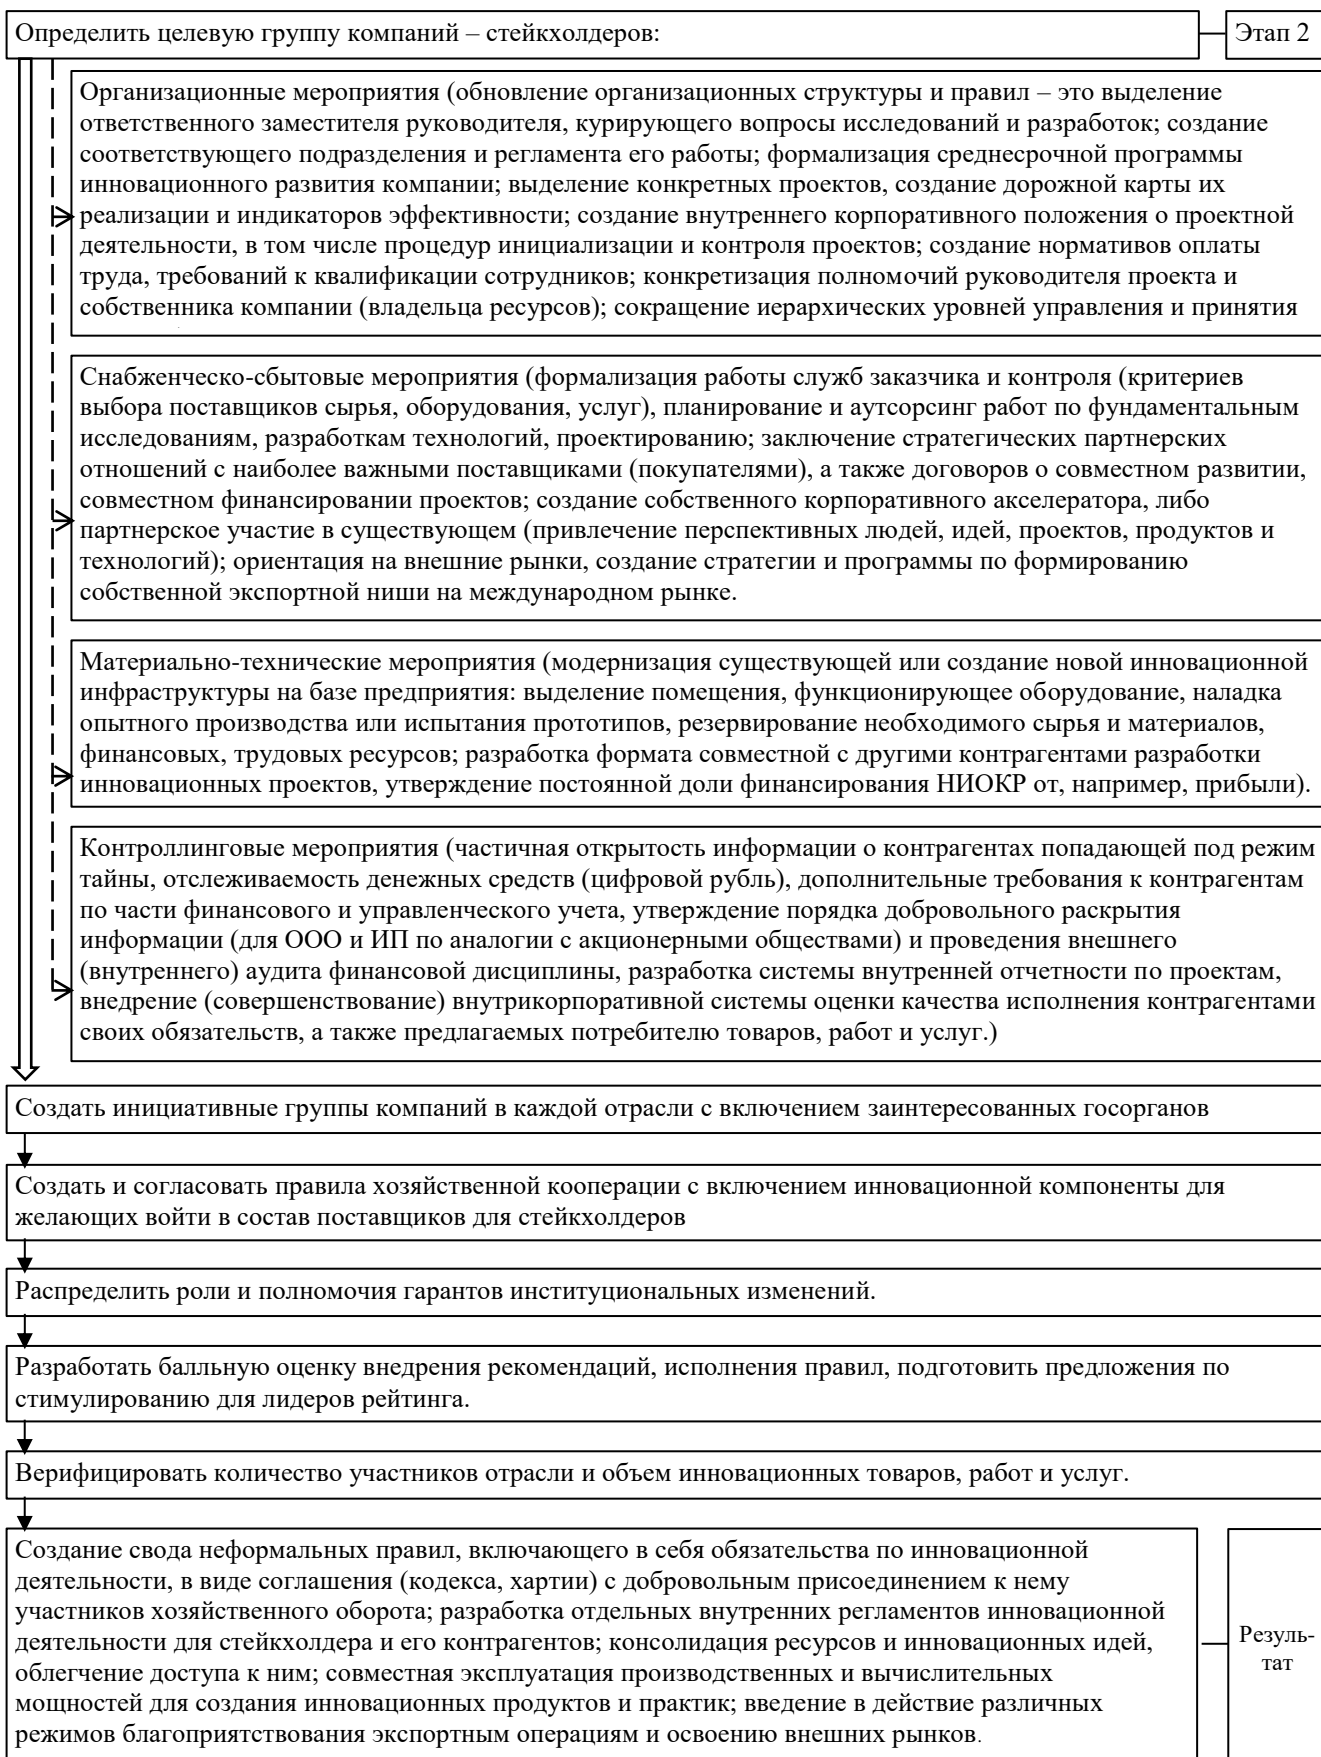 Определить целевую группу компаний – стейкхолдеров:
Этап 2
Организационные мероприятия (обновление организационных структуры и правил – это выделение
ответственного заместителя руководителя, курирующего вопросы исследований и разработок; создание
соответствующего подразделения и регламента его работы; формализация среднесрочной программы
инновационного развития компании; выделение конкретных проектов, создание дорожной карты их
реализации и индикаторов эффективности; создание внутреннего корпоративного положения о проектной
деятельности, в том числе процедур инициализации и контроля проектов; создание нормативов оплаты
труда, требований к квалификации сотрудников; конкретизация полномочий руководителя проекта и
собственника компании (владельца ресурсов); сокращение иерархических уровней управления и принятия
Снабженческо-сбытовые мероприятия (формализация работы служб заказчика и контроля (критериев
выбора поставщиков сырья, оборудования, услуг), планирование и аутсорсинг работ по фундаментальным
исследованиям, разработкам технологий, проектированию; заключение стратегических партнерских
отношений с наиболее важными поставщиками (покупателями), а также договоров о совместном развитии,
совместном финансировании проектов; создание собственного корпоративного акселератора, либо
партнерское участие в существующем (привлечение перспективных людей, идей, проектов, продуктов и
технологий); ориентация на внешние рынки, создание стратегии и программы по формированию
собственной экспортной ниши на международном рынке.
Материально-технические мероприятия (модернизация существующей или создание новой инновационной
инфраструктуры на базе предприятия: выделение помещения, функционирующее оборудование, наладка
опытного производства или испытания прототипов, резервирование необходимого сырья и материалов,
финансовых, трудовых ресурсов; разработка формата совместной с другими контрагентами разработки
инновационных проектов, утверждение постоянной доли финансирования НИОКР от, например, прибыли).
Контроллинговые мероприятия (частичная открытость информации о контрагентах попадающей под режим
тайны, отслеживаемость денежных средств (цифровой рубль), дополнительные требования к контрагентам
по части финансового и управленческого учета, утверждение порядка добровольного раскрытия
информации (для ООО и ИП по аналогии с акционерными обществами) и проведения внешнего
(внутреннего) аудита финансовой дисциплины, разработка системы внутренней отчетности по проектам,
внедрение (совершенствование) внутрикорпоративной системы оценки качества исполнения контрагентами
своих обязательств, а также предлагаемых потребителю товаров, работ и услуг.)
Создать инициативные группы компаний в каждой отрасли с включением заинтересованных госорганов
Создать и согласовать правила хозяйственной кооперации с включением инновационной компоненты для
желающих войти в состав поставщиков для стейкхолдеров
Распределить роли и полномочия гарантов институциональных изменений.
Разработать балльную оценку внедрения рекомендаций, исполнения правил, подготовить предложения по
стимулированию для лидеров рейтинга.
Верифицировать количество участников отрасли и объем инновационных товаров, работ и услуг.
Создание свода неформальных правил, включающего в себя обязательства по инновационной
деятельности, в виде соглашения (кодекса, хартии) с добровольным присоединением к нему
участников хозяйственного оборота; разработка отдельных внутренних регламентов инновационной
деятельности для стейкхолдера и его контрагентов; консолидация ресурсов и инновационных идей,
облегчение доступа к ним; совместная эксплуатация производственных и вычислительных
мощностей для создания инновационных продуктов и практик; введение в действие различных
режимов благоприятствования экспортным операциям и освоению внешних рынков.
Резуль-
тат